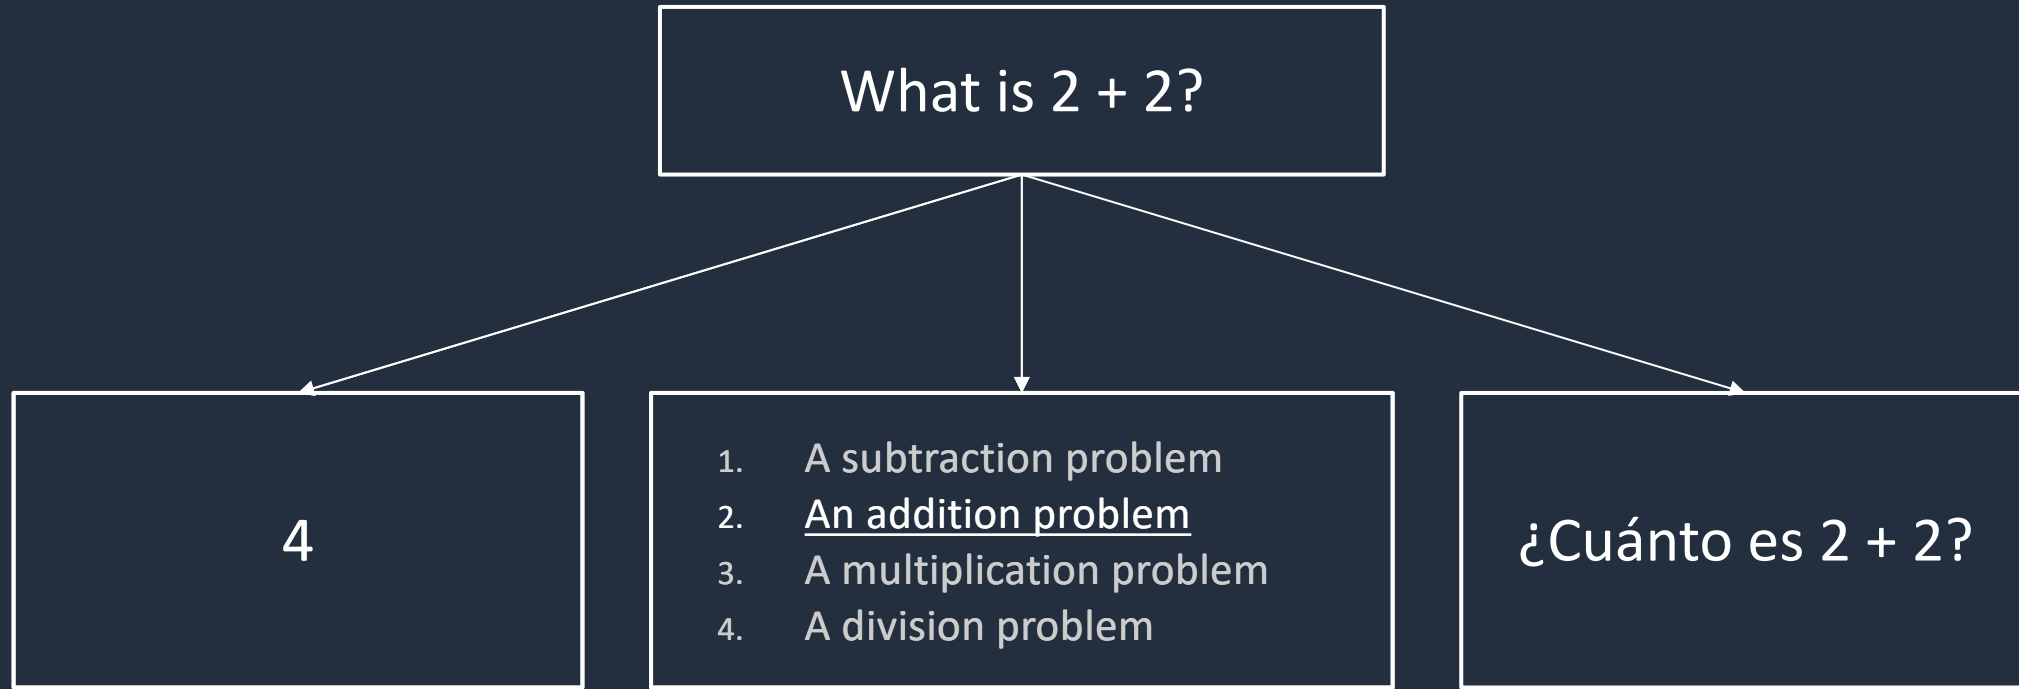 What is 2 + 2?
4
1. A subtraction problem
2. An addition problem
3. A multiplication problem
4. A division problem
¿Cuánto es 2 + 2?